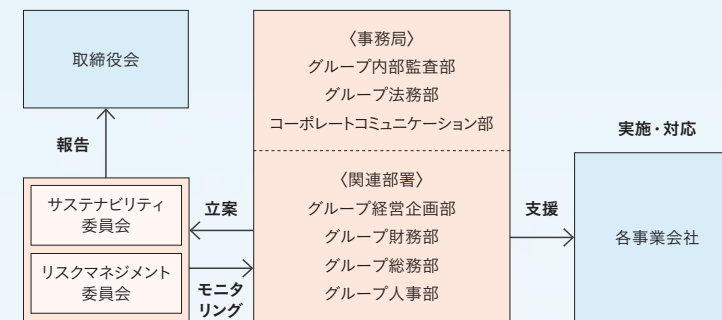 取締役会
報告
サステナビリティ
委員会
リスクマネジメント
委員会
立案
モニタ
リング
〈事務局〉
グループ内部監査部
グループ法務部
コーポレートコミュニケーション部
〈関連部署〉
グループ経営企画部
グループ財務部
グループ総務部
グループ人事部
支援
実施・対応
各事業会社